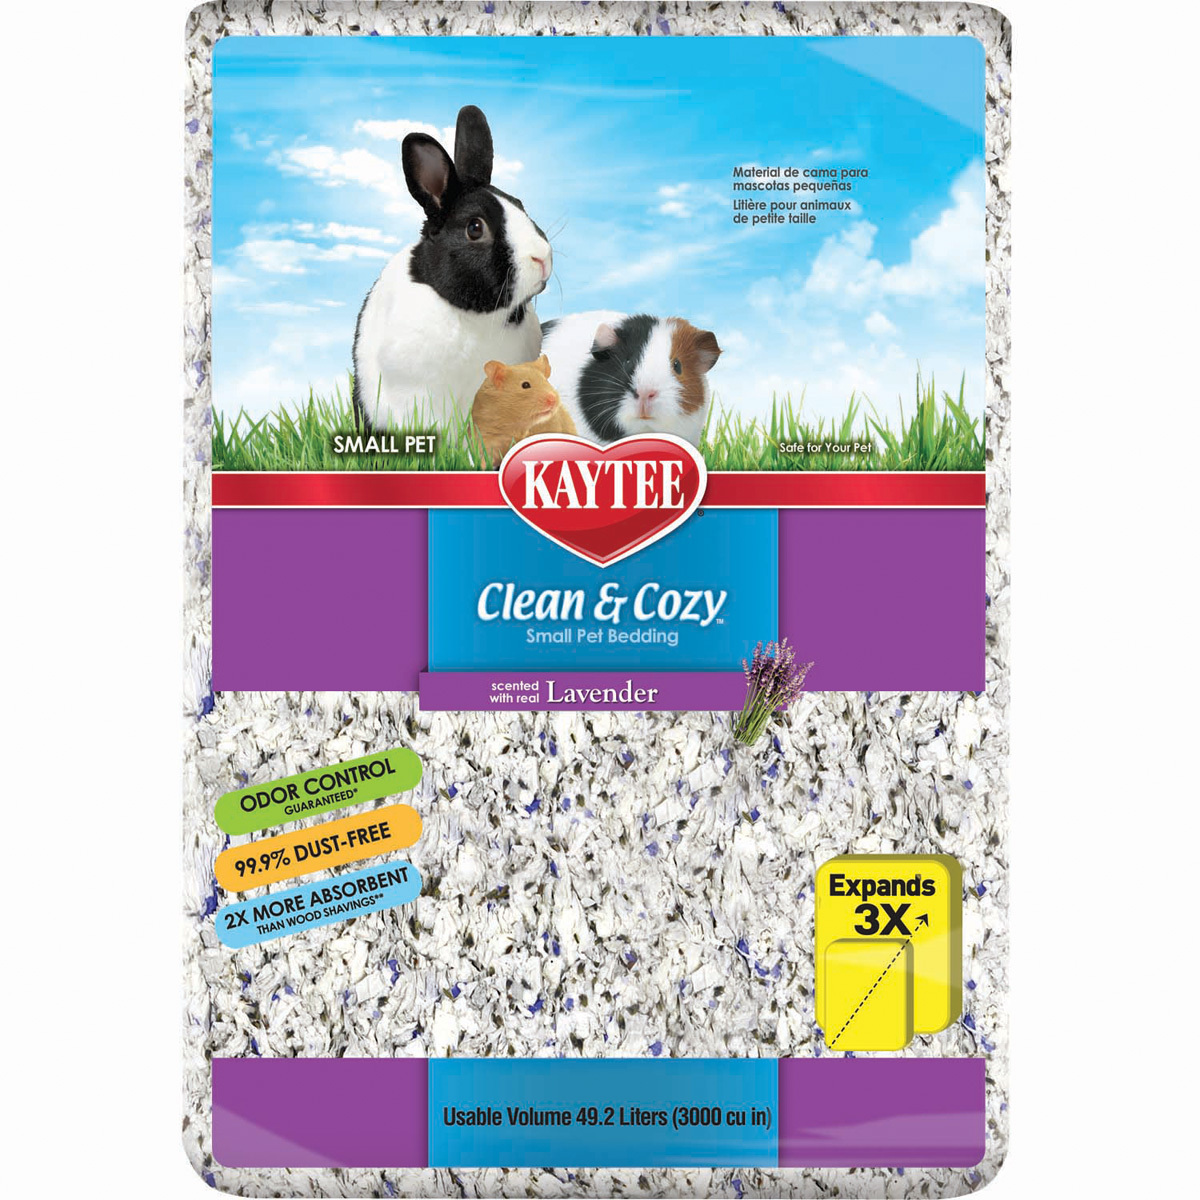 Material de cama para
mascotas pequeñas
Litière pour animaux
de petite taille
SMALL PET
Safe for Your Pet
KAYTEE®
Clean & Cozy™
Small Pet Bedding
scented
with real Lavender
ODOR CONTROL
GUARANTEED*
99.9% DUST-FREE
2X MORE ABSORBENT
THAN WOOD SHAVINGS**
Expands
3X
Usable Volume 49.2 Liters (3000 cu in)